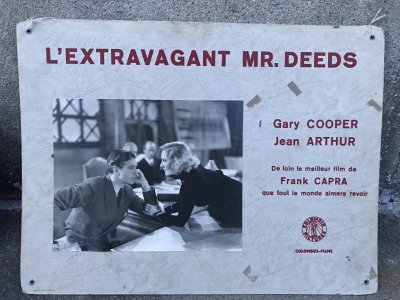 L'EXTRAVAGANT MR. DEEDS
Gary COOPER
Jean ARTHUR
De loin le meilleur film de
Frank CAPRA
que tout le monde aimera revoir
COLUMBUS-FILMS